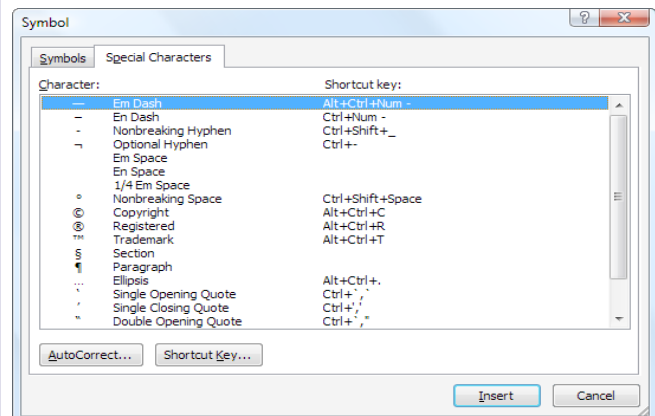 Symbol
Symbols Special Characters
Character: Shortcut key:
— Em Dash Alt+Ctrl+Num -
– En Dash Ctrl+Num -
- Nonbreaking Hyphen Ctrl+Shift+_
¬ Optional Hyphen Ctrl+-
Em Space
En Space
1/4 Em Space
° Nonbreaking Space Ctrl+Shift+Space
© Copyright Alt+Ctrl+C
® Registered Alt+Ctrl+R
™ Trademark Alt+Ctrl+T
§ Section
¶ Paragraph
… Ellipsis Alt+Ctrl+.
‛ Single Opening Quote Ctrl+`,`
’ Single Closing Quote Ctrl+','
“ Double Opening Quote Ctrl+`,"
AutoCorrect... Shortcut Key...
Insert Cancel